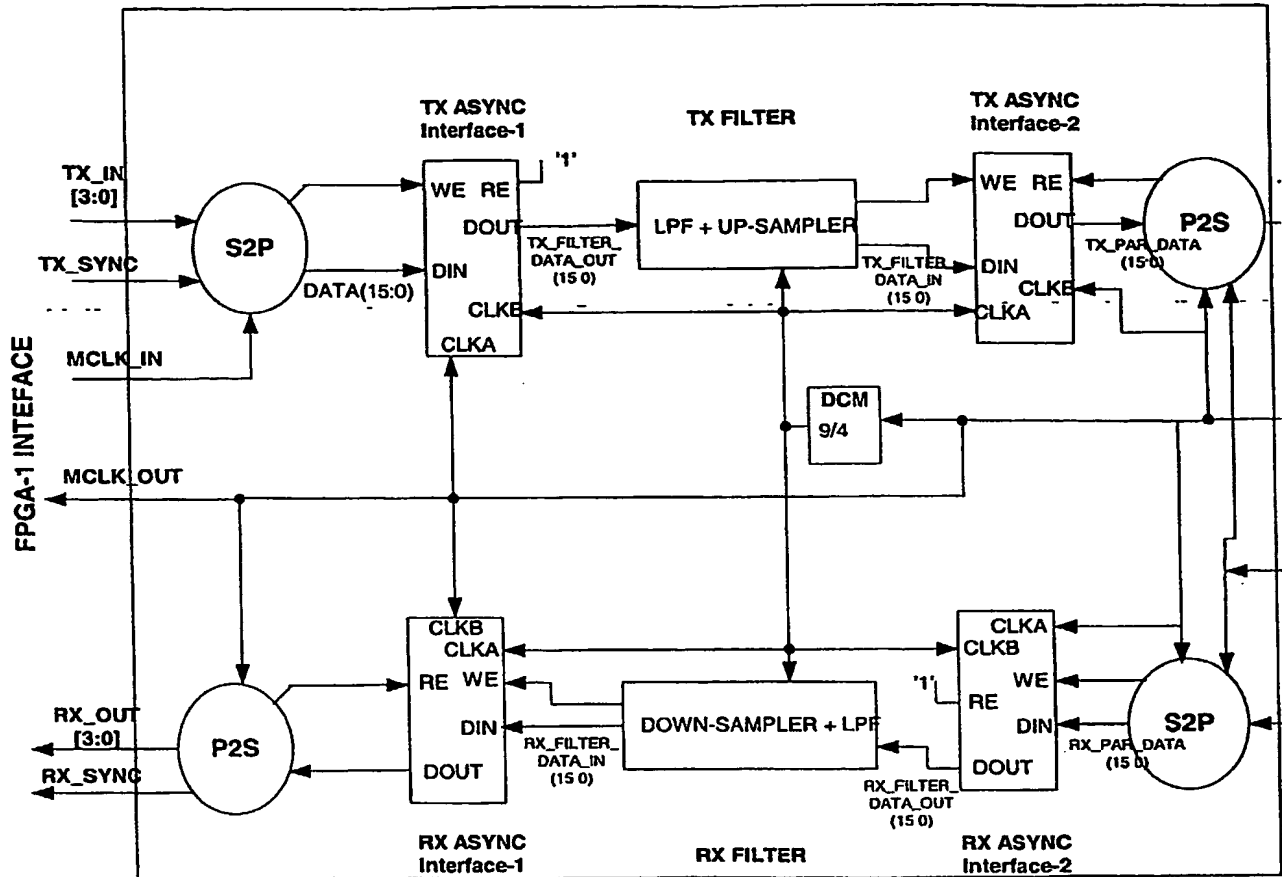 TX ASYNC
Interface-1
TX FILTER
TX ASYNC
Interface-2
'1'
TX_IN
[3:0]
WE RE
LPF + UP-SAMPLER
WE RE
S2P
DOUT
DOUT
P2S
TX_FILTER_
DATA_OUT
(15 0)
TX_PAR_DATA
(15 0)
TX_SYNC
DIN
TX_FILTER_
DATA_IN
(15 0)
DIN
DATA(15:0)
CLKB
CLKB
CLKA
CLKA
FPGA-1 INTEFACE
MCLK_IN
DCM
9/4
MCLK_OUT
CLKB
CLKA
CLKA
CLKB
RE WE
WE
'1'
RE
RX_OUT
[3:0]
P2S
DIN
DOWN-SAMPLER + LPF
DIN
S2P
RX_FILTER_
DATA_IN
(15 0)
RX_PAR_DATA
(15 0)
RX_SYNC
DOUT
DOUT
RX_FILTER_
DATA_OUT
(15 0)
RX ASYNC
Interface-1
RX FILTER
RX ASYNC
Interface-2